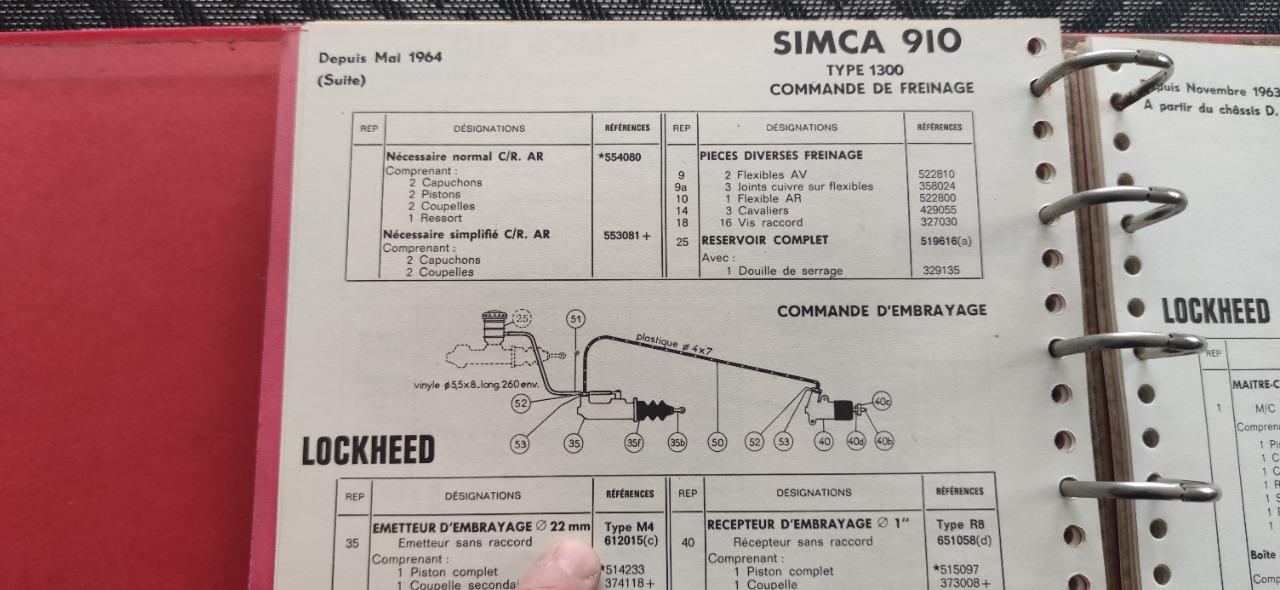 Depuis Mai 1964
(Suite)
SIMCA 910
TYPE 1300
COMMANDE DE FREINAGE
REP DÉSIGNATIONS RÉFÉRENCES
Nécessaire normal C/R. AR *554080
Comprenant :
2 Capuchons
2 Pistons
2 Coupelles
1 Ressort
Nécessaire simplifié C/R. AR 553081+
Comprenant :
2 Capuchons
2 Coupelles
REP DÉSIGNATIONS RÉFÉRENCES
PIECES DIVERSES FREINAGE
9 2 Flexibles AV 522810
9a 3 Joints cuivre sur flexibles 358024
10 1 Flexible AR 522800
14 3 Cavaliers 429055
18 16 Vis raccord 327030
25 RESERVOIR COMPLET 519616(a)
Avec :
1 Douille de serrage 329135
COMMANDE D'EMBRAYAGE
25
51
plastique ø 4x7
vinyle ø5,5x8_long.260 env.
52
53
35
35f
35b
50
52
53
40
40d
40b
40c
LOCKHEED
REP DÉSIGNATIONS RÉFÉRENCES
EMETTEUR D'EMBRAYAGE ∅ 22 mm Type M4
35 Emetteur sans raccord 612015(c)
Comprenant :
1 Piston complet *514233
1 Coupelle 374118+
REP DÉSIGNATIONS RÉFÉRENCES
RECEPTEUR D'EMBRAYAGE ∅ 1" Type R8
40 Récepteur sans raccord 651058(d)
Comprenant :
1 Piston complet *515097
1 Coupelle 373008+
Novembre 1963
A partir du châssis D.
LOCKHEED
REP
1 M/C